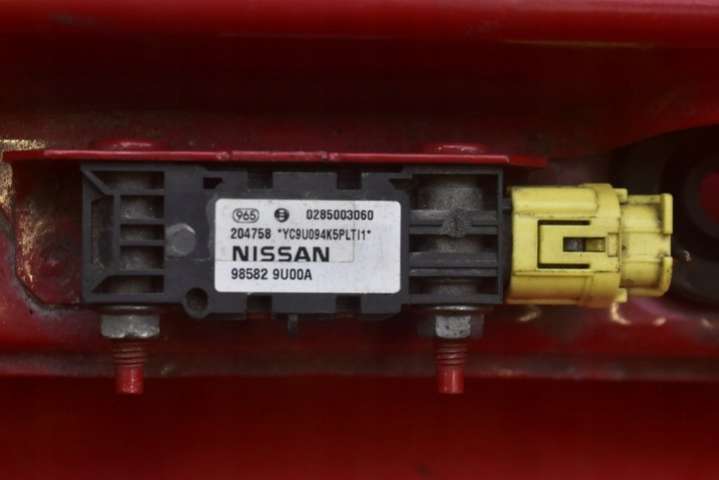 965 0285003060
204758 *YC9U094K5PLTI1*
NISSAN
98582 9U00A